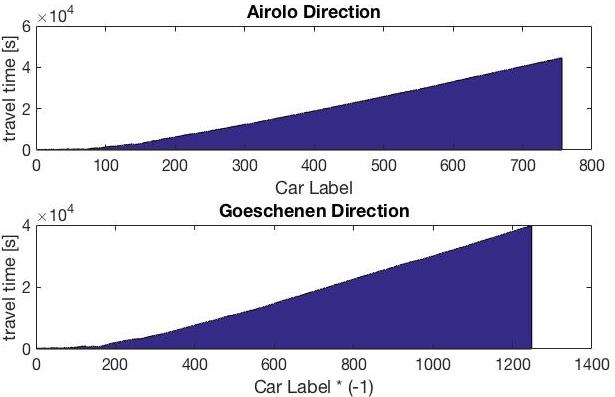 Airolo Direction
×10⁴
6
4
2
0
travel time [s]
0 100 200 300 400 500 600 700 800
Car Label
Goeschenen Direction
×10⁴
4
2
0
travel time [s]
0 200 400 600 800 1000 1200 1400
Car Label * (-1)